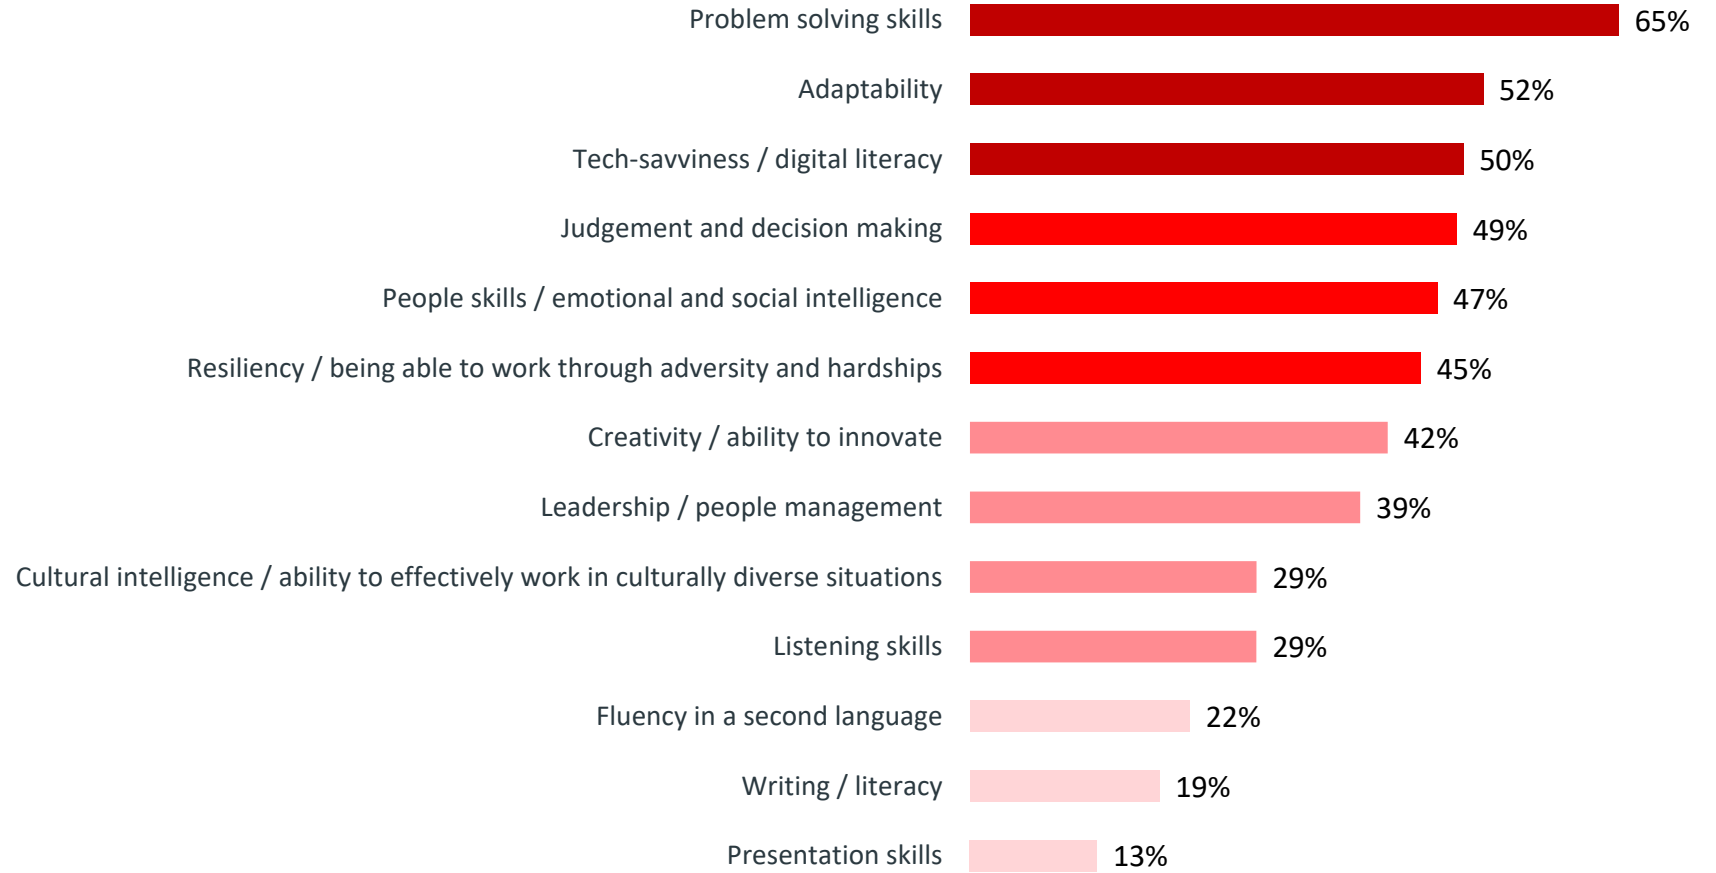 Problem solving skills 65%
Adaptability 52%
Tech-savviness / digital literacy 50%
Judgement and decision making 49%
People skills / emotional and social intelligence 47%
Resiliency / being able to work through adversity and hardships 45%
Creativity / ability to innovate 42%
Leadership / people management 39%
Cultural intelligence / ability to effectively work in culturally diverse situations 29%
Listening skills 29%
Fluency in a second language 22%
Writing / literacy 19%
Presentation skills 13%